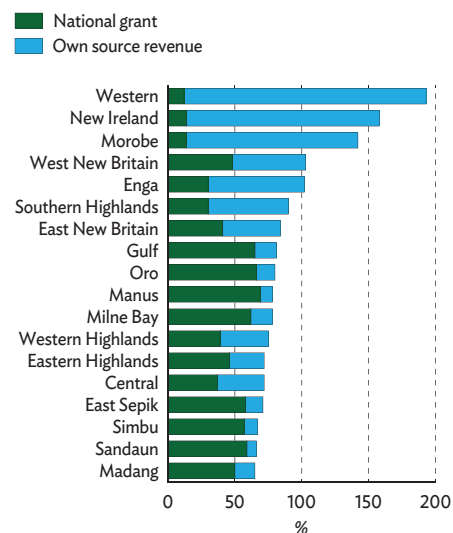 National grant
Own source revenue
Western
New Ireland
Morobe
West New Britain
Enga
Southern Highlands
East New Britain
Gulf
Oro
Manus
Milne Bay
Western Highlands
Eastern Highlands
Central
East Sepik
Simbu
Sandaun
Madang
0 50 100 150 200
%